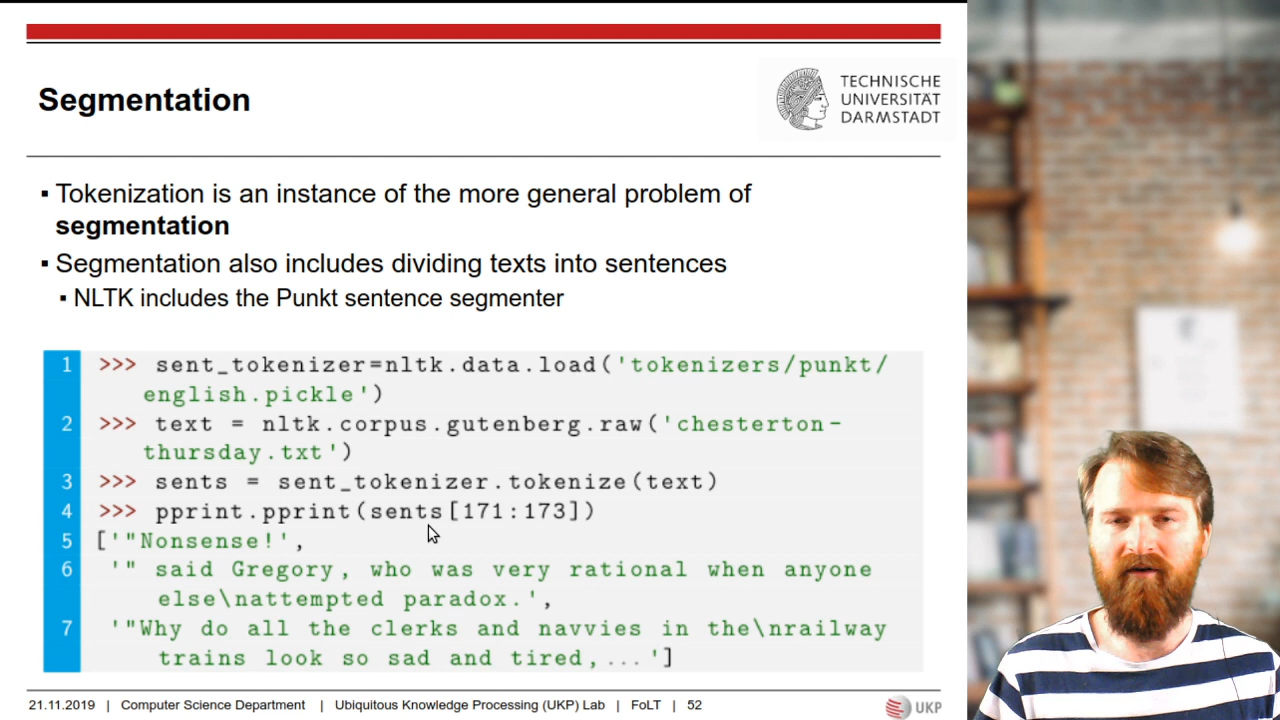 Segmentation
TECHNISCHE
UNIVERSITÄT
DARMSTADT
▪ Tokenization is an instance of the more general problem of
segmentation
▪ Segmentation also includes dividing texts into sentences
▪ NLTK includes the Punkt sentence segmenter
1 >>> sent_tokenizer=nltk.data.load('tokenizers/punkt/
english.pickle')
2 >>> text = nltk.corpus.gutenberg.raw('chesterton-
thursday.txt')
3 >>> sents = sent_tokenizer.tokenize(text)
4 >>> pprint.pprint(sents[171:173])
5 ['"Nonsense!',
6 '" said Gregory, who was very rational when anyone
else\nattempted paradox.',
7 '"Why do all the clerks and navvies in the\nrailway
trains look so sad and tired,...']
21.11.2019 | Computer Science Department | Ubiquitous Knowledge Processing (UKP) Lab | FoLT | 52
UKP